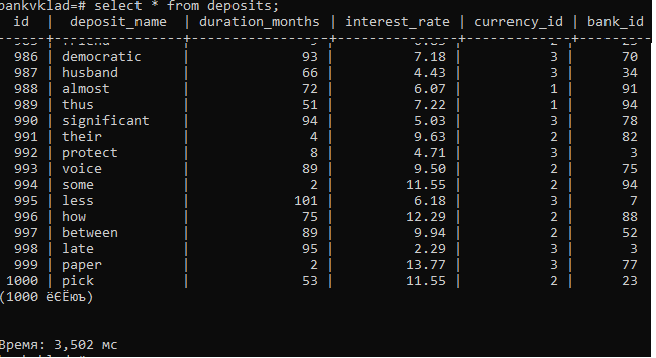 bankvklad=# select * from deposits;
id | deposit_name | duration_months | interest_rate | currency_id | bank_id
986 | democratic | 93 | 7.18 | 3 | 70
987 | husband | 66 | 4.43 | 3 | 34
988 | almost | 72 | 6.07 | 1 | 91
989 | thus | 51 | 7.22 | 1 | 94
990 | significant | 94 | 5.03 | 3 | 78
991 | their | 4 | 9.63 | 2 | 82
992 | protect | 8 | 4.71 | 3 | 3
993 | voice | 89 | 9.50 | 2 | 75
994 | some | 2 | 11.55 | 2 | 94
995 | less | 101 | 6.18 | 3 | 7
996 | how | 75 | 12.29 | 2 | 88
997 | between | 89 | 9.94 | 2 | 52
998 | late | 95 | 2.29 | 3 | 3
999 | paper | 2 | 13.77 | 3 | 77
1000 | pick | 53 | 11.55 | 2 | 23
(1000 ёЄЁюъ)
Время: 3,502 мс